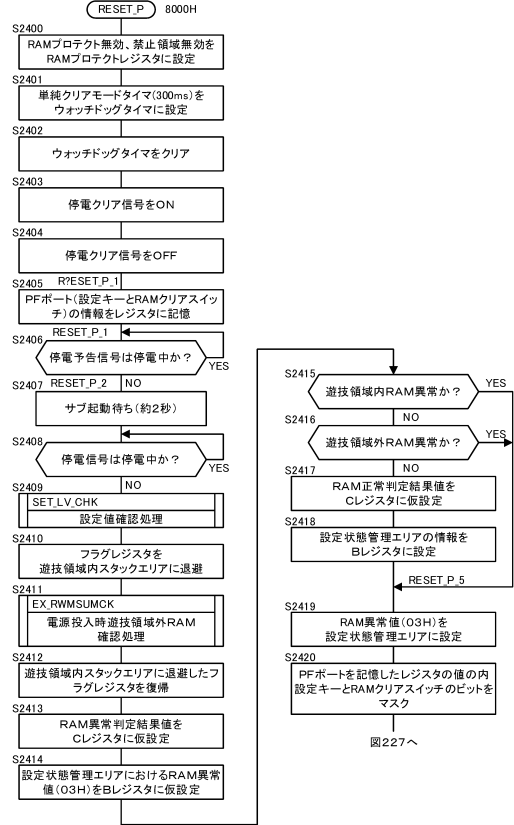 RESET_P 8000H
S2400
RAMプロテクト無効、禁止領域無効を
RAMプロテクトレジスタに設定
S2401
単純クリアモードタイマ(300ms)を
ウォッチドッグタイマに設定
S2402
ウォッチドッグタイマをクリア
S2403
停電クリア信号をON
S2404
停電クリア信号をOFF
R?ESET_P_1
S2405
PFポート(設定キーとRAMクリアスイッ
チ)の情報をレジスタに記憶
RESET_P_1
S2406
停電予告信号は停電中か?
YES
NO
RESET_P_2
S2407
サブ起動待ち(約2秒)
S2408
停電信号は停電中か?
YES
NO
S2409
SET_LV_CHK
設定値確認処理
S2410
フラグレジスタを
遊技領域内スタックエリアに退避
S2411
EX_RWMSUMCK
電源投入時遊技領域外RAM
確認処理
S2412
遊技領域内スタックエリアに退避したフ
ラグレジスタを復帰
S2413
RAM異常判定結果値を
Cレジスタに仮設定
S2414
設定状態管理エリアにおけるRAM異常
値(03H)をBレジスタに仮設定
S2415
遊技領域内RAM異常か?
YES
NO
S2416
遊技領域外RAM異常か?
YES
NO
S2417
RAM正常判定結果値を
Cレジスタに仮設定
S2418
設定状態管理エリアの情報を
Bレジスタに設定
RESET_P_5
S2419
RAM異常値(03H)を
設定状態管理エリアに設定
S2420
PFポートを記憶したレジスタの値の内
設定キーとRAMクリアスイッチのビットを
マスク
図227へ